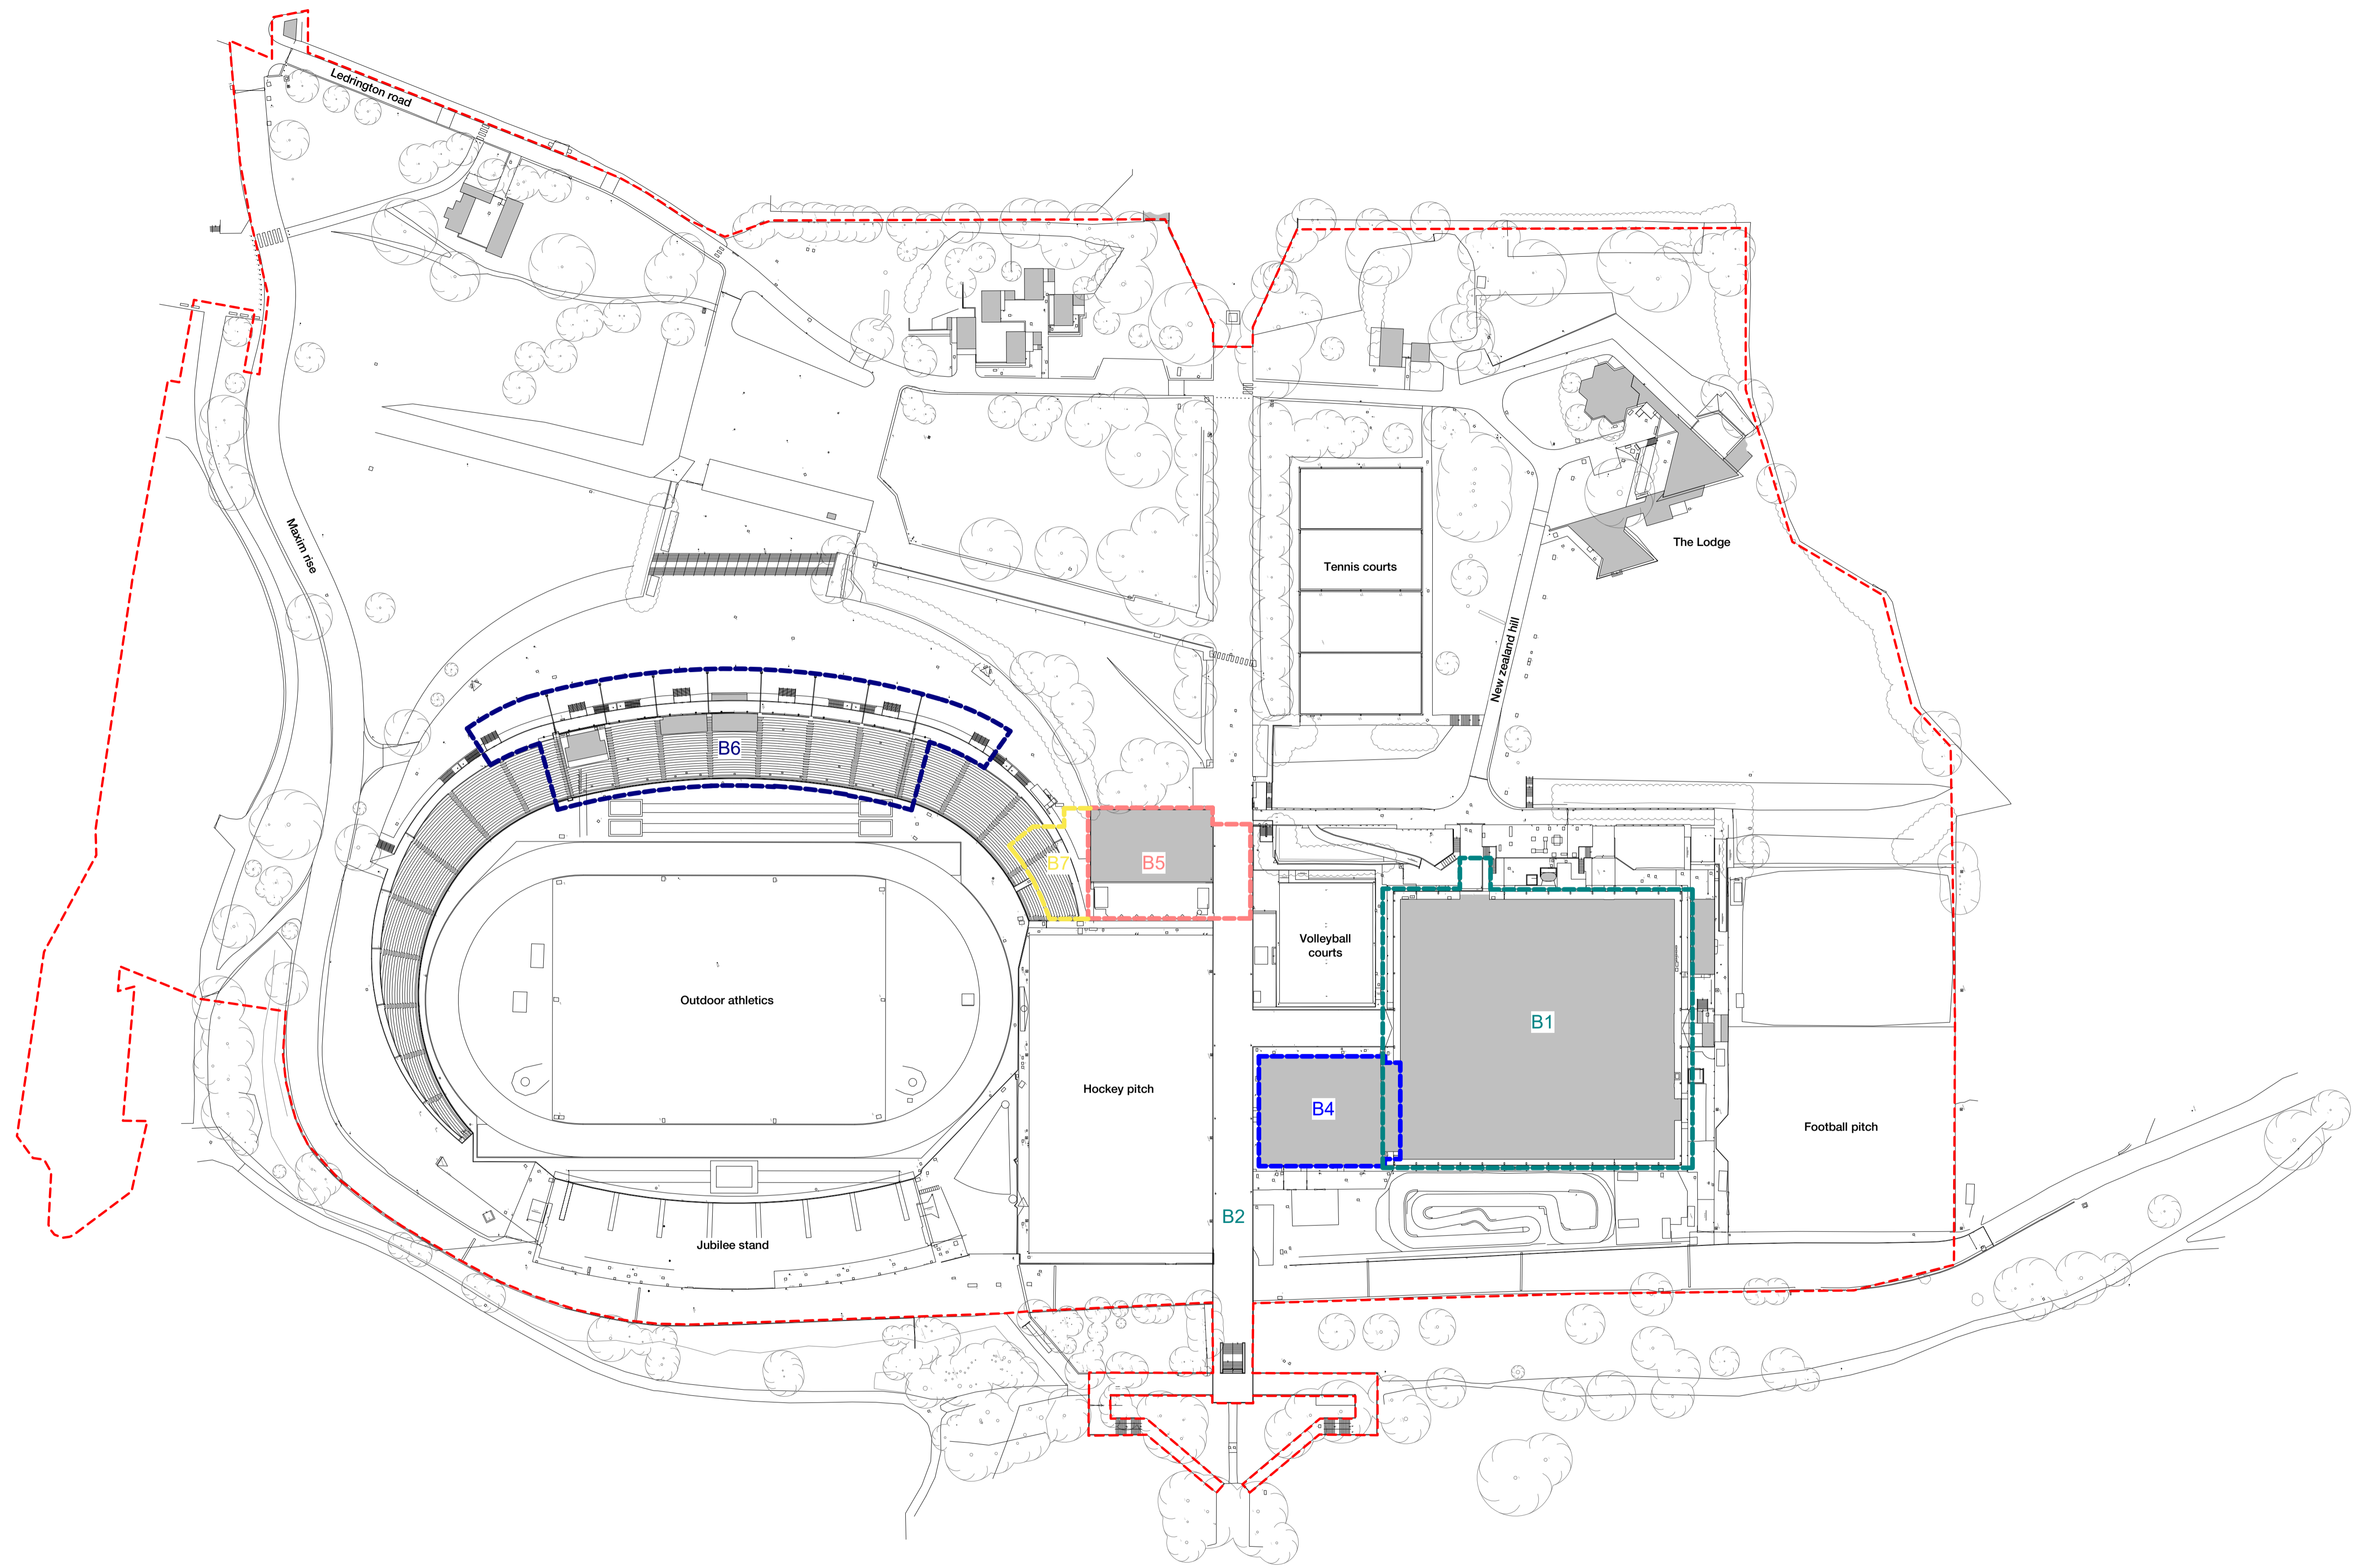 Ledrington road
Maxim rise
Tennis courts
The Lodge
New zealand hill
B6
B7
B5
Volleyball
courts
Outdoor athletics
B1
Hockey pitch
B4
Football pitch
B2
Jubilee stand